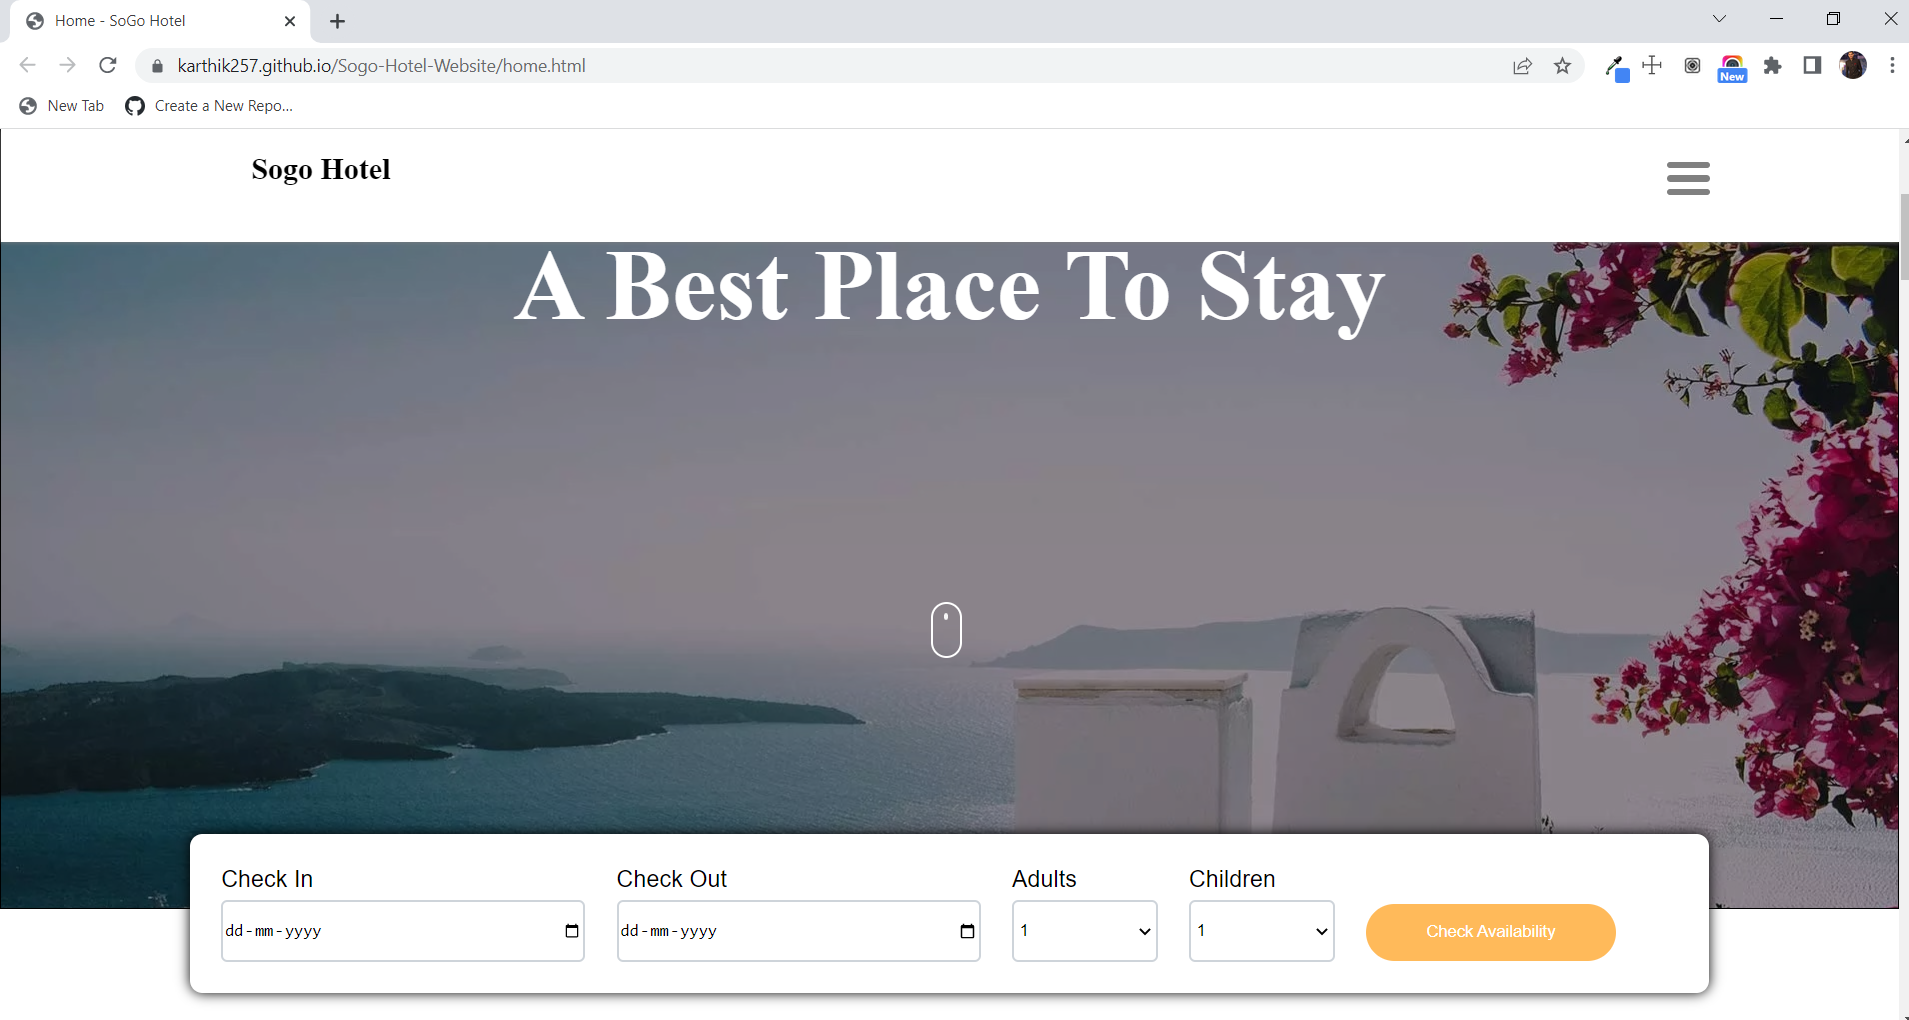 Home - SoGo Hotel
karthik257.github.io/Sogo-Hotel-Website/home.html
New
New Tab
Create a New Repo...
Sogo Hotel
A Best Place To Stay
Check In
Check Out
Adults
Children
dd-mm-yyyy
dd-mm-yyyy
1
1
Check Availability